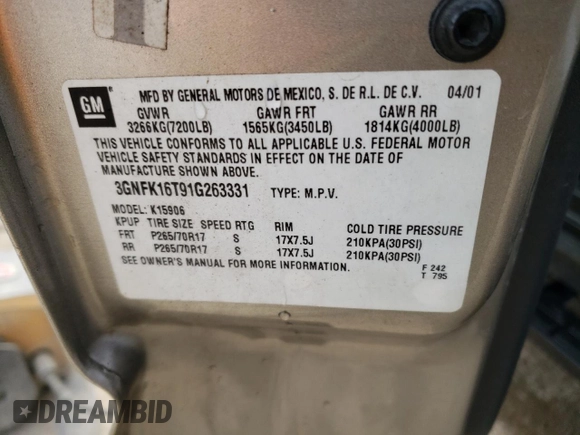 GM
MFD BY GENERAL MOTORS DE MEXICO, S. DE R.L. DE C.V. 04/01
GVWR GAWR FRT GAWR RR
3266KG(7200LB) 1565KG(3450LB) 1814KG(4000LB)
THIS VEHICLE CONFORMS TO ALL APPLICABLE U.S. FEDERAL MOTOR
VEHICLE SAFETY STANDARDS IN EFFECT ON THE DATE OF
MANUFACTURE SHOWN ABOVE.
3GNFK16T91G263331 TYPE: M.P.V.
MODEL: K15906
KPUP TIRE SIZE SPEED RTG RIM COLD TIRE PRESSURE
FRT P265/70R17 S 17X7.5J 210KPA(30PSI)
RR P265/70R17 S 17X7.5J 210KPA(30PSI)
SEE OWNER'S MANUAL FOR MORE INFORMATION.
F 242
T 795
DREAMBID